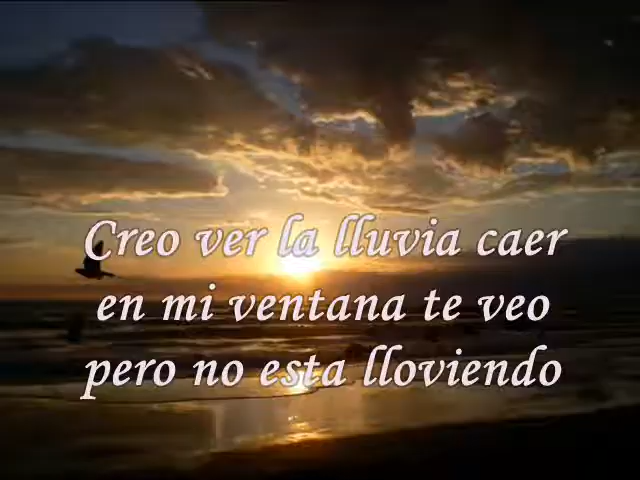 Creo ver la lluvia caer
en mi ventana te veo
pero no esta lloviendo